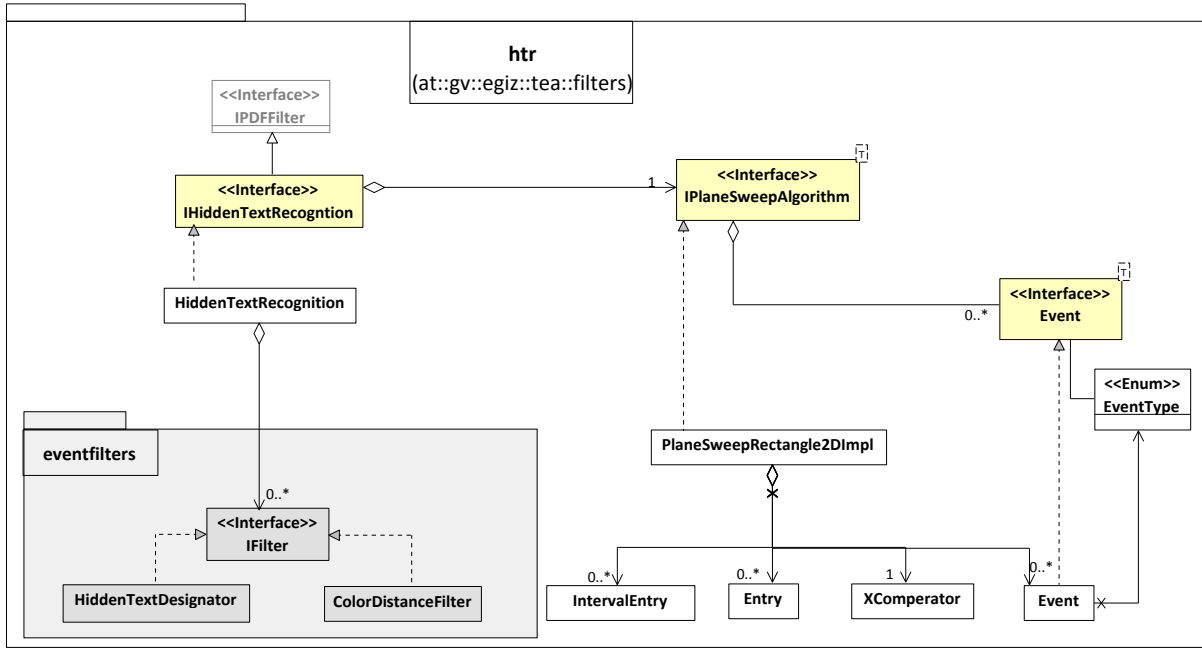 htr
(at::gv::egiz::tea::filters)
<<Interface>>
IPDFFilter
<<Interface>>
IHiddenTextRecogntion
1
T
<<Interface>>
IPlaneSweepAlgorithm
HiddenTextRecognition
T
<<Interface>>
Event
0..*
<<Enum>>
EventType
eventfilters
PlaneSweepRectangle2DImpl
0..*
<<Interface>>
IFilter
HiddenTextDesignator
ColorDistanceFilter
0..*
0..*
1
0..*
IntervalEntry
Entry
XComperator
Event